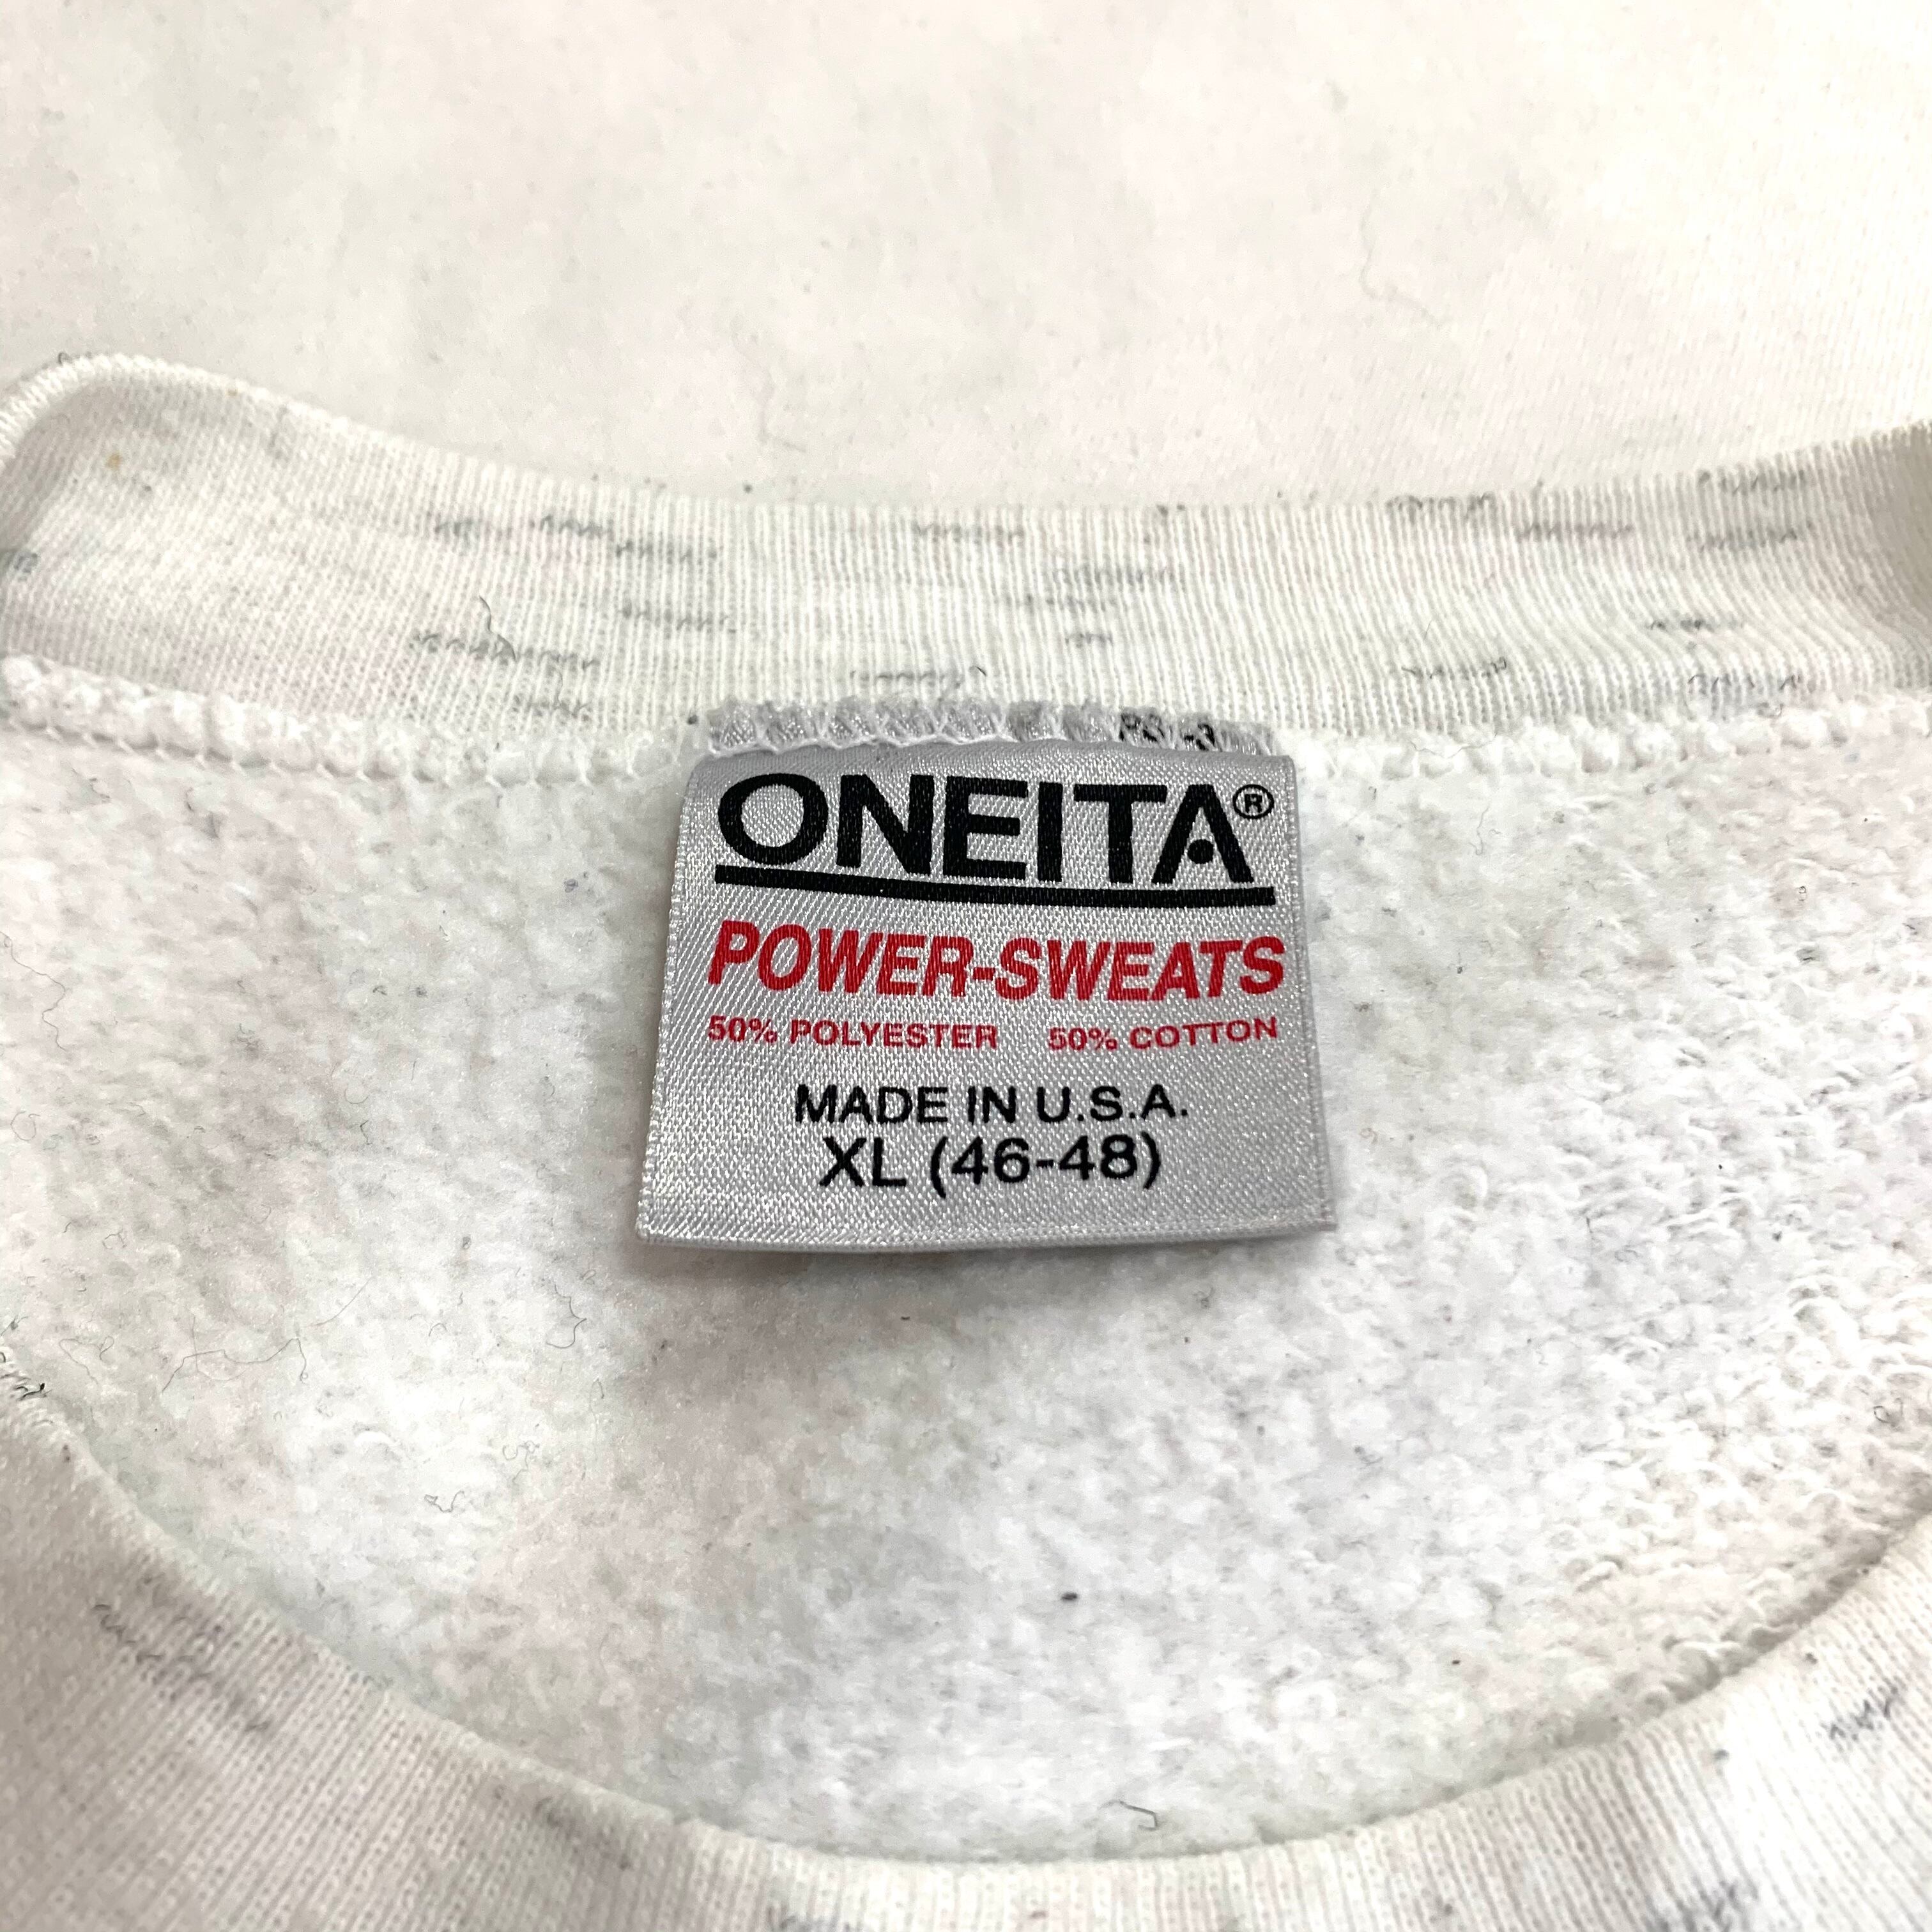 ONEITA®
POWER-SWEATS
50% POLYESTER 50% COTTON
MADE IN U.S.A.
XL (46-48)